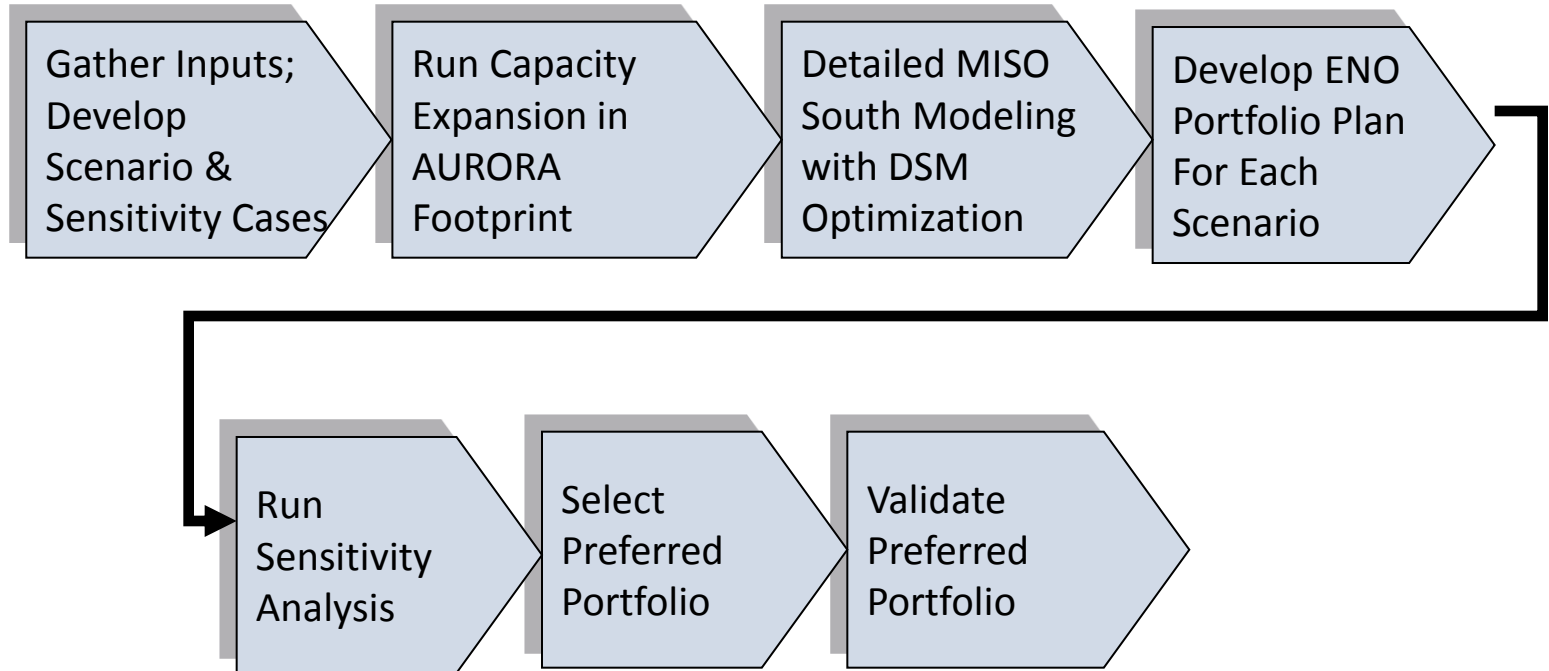 Gather Inputs;
Develop
Scenario &
Sensitivity Cases
Run Capacity
Expansion in
AURORA
Footprint
Detailed MISO
South Modeling
with DSM
Optimization
Develop ENO
Portfolio Plan
For Each
Scenario
Run
Sensitivity
Analysis
Select
Preferred
Portfolio
Validate
Preferred
Portfolio